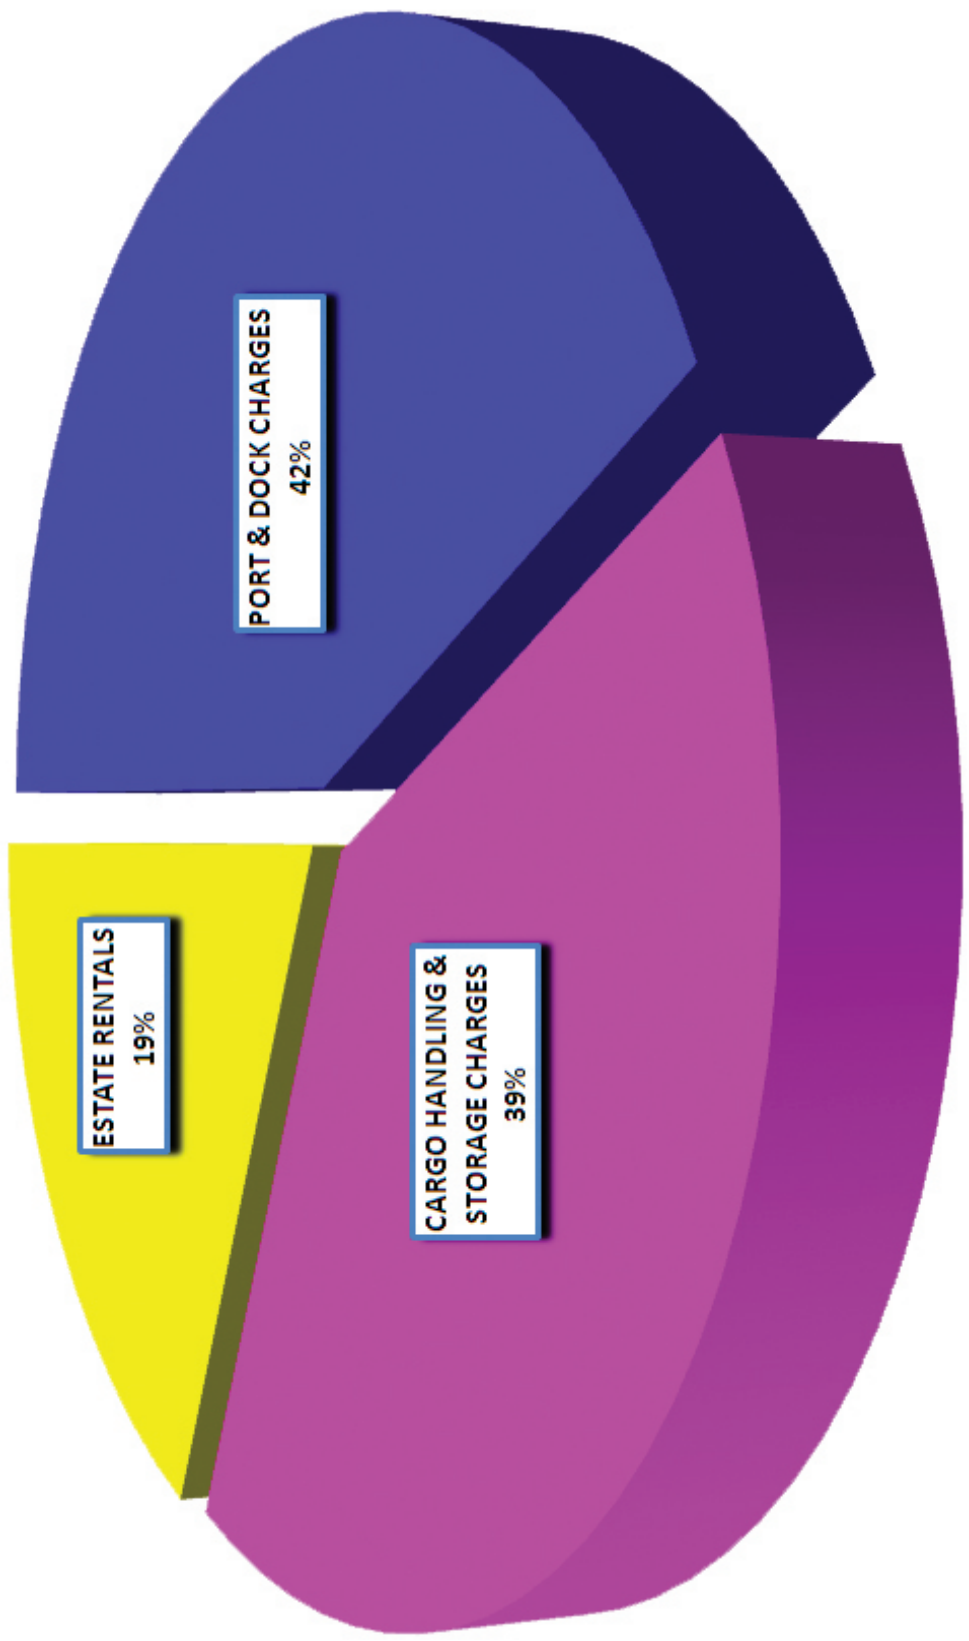 PORT & DOCK CHARGES
42%
ESTATE RENTALS
19%
CARGO HANDLING &
STORAGE CHARGES
39%